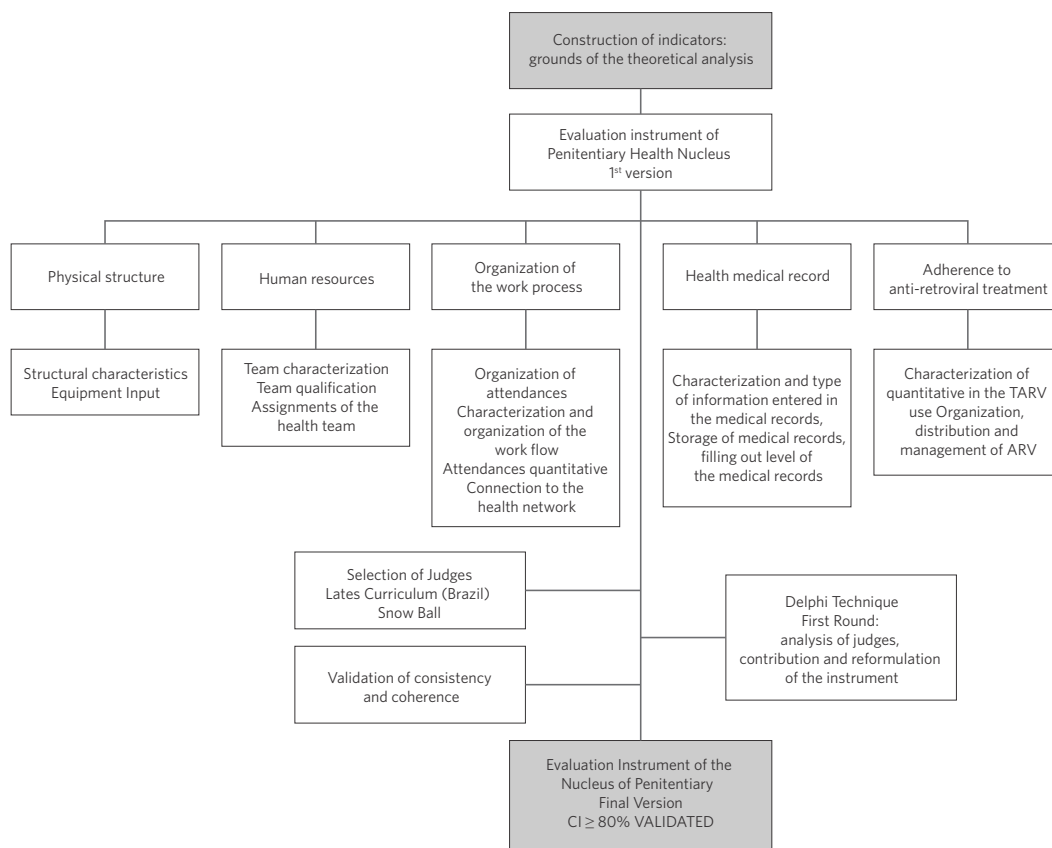 Construction of indicators:
grounds of the theoretical analysis
Evaluation instrument of
Penitentiary Health Nucleus
1st version
Physical structure
Human resources
Organization of
the work process
Health medical record
Adherence to
anti-retroviral treatment
Structural characteristics
Equipment Input
Team characterization
Team qualification
Assignments of the
health team
Organization of
attendances
Characterization and
organization of the
work flow
Attendances quantitative
Connection to the
health network
Characterization and type
of information entered in
the medical records,
Storage of medical records,
filling out level of
the medical records
Characterization of
quantitative in the TARV
use Organization,
distribution and
management of ARV
Selection of Judges
Lates Curriculum (Brazil)
Snow Ball
Delphi Technique
First Round:
analysis of judges,
contribution and reformulation
of the instrument
Validation of consistency
and coherence
Evaluation Instrument of the
Nucleus of Penitentiary
Final Version
CI ≥ 80% VALIDATED